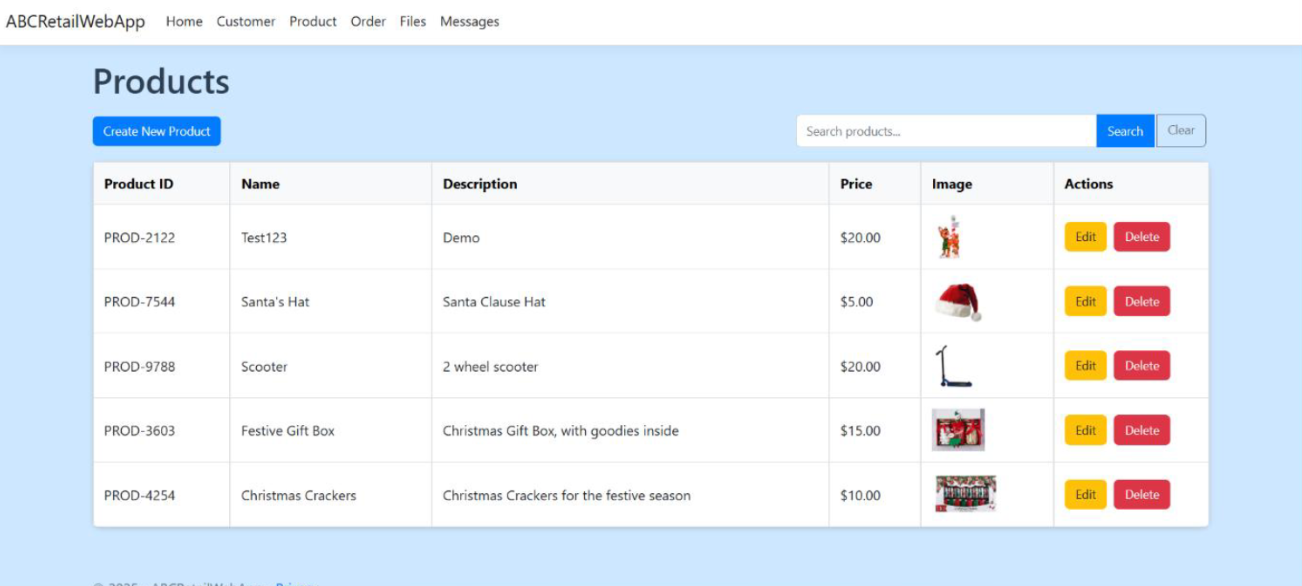 ABCRetailWebApp Home Customer Product Order Files Messages
Products
Create New Product Search products... Search Clear
Product ID Name Description Price Image Actions
PROD-2122 Test123 Demo $20.00 Edit Delete
PROD-7544 Santa's Hat Santa Clause Hat $5.00 Edit Delete
PROD-9788 Scooter 2 wheel scooter $20.00 Edit Delete
PROD-3603 Festive Gift Box Christmas Gift Box, with goodies inside $15.00 Edit Delete
PROD-4254 Christmas Crackers Christmas Crackers for the festive season $10.00 Edit Delete